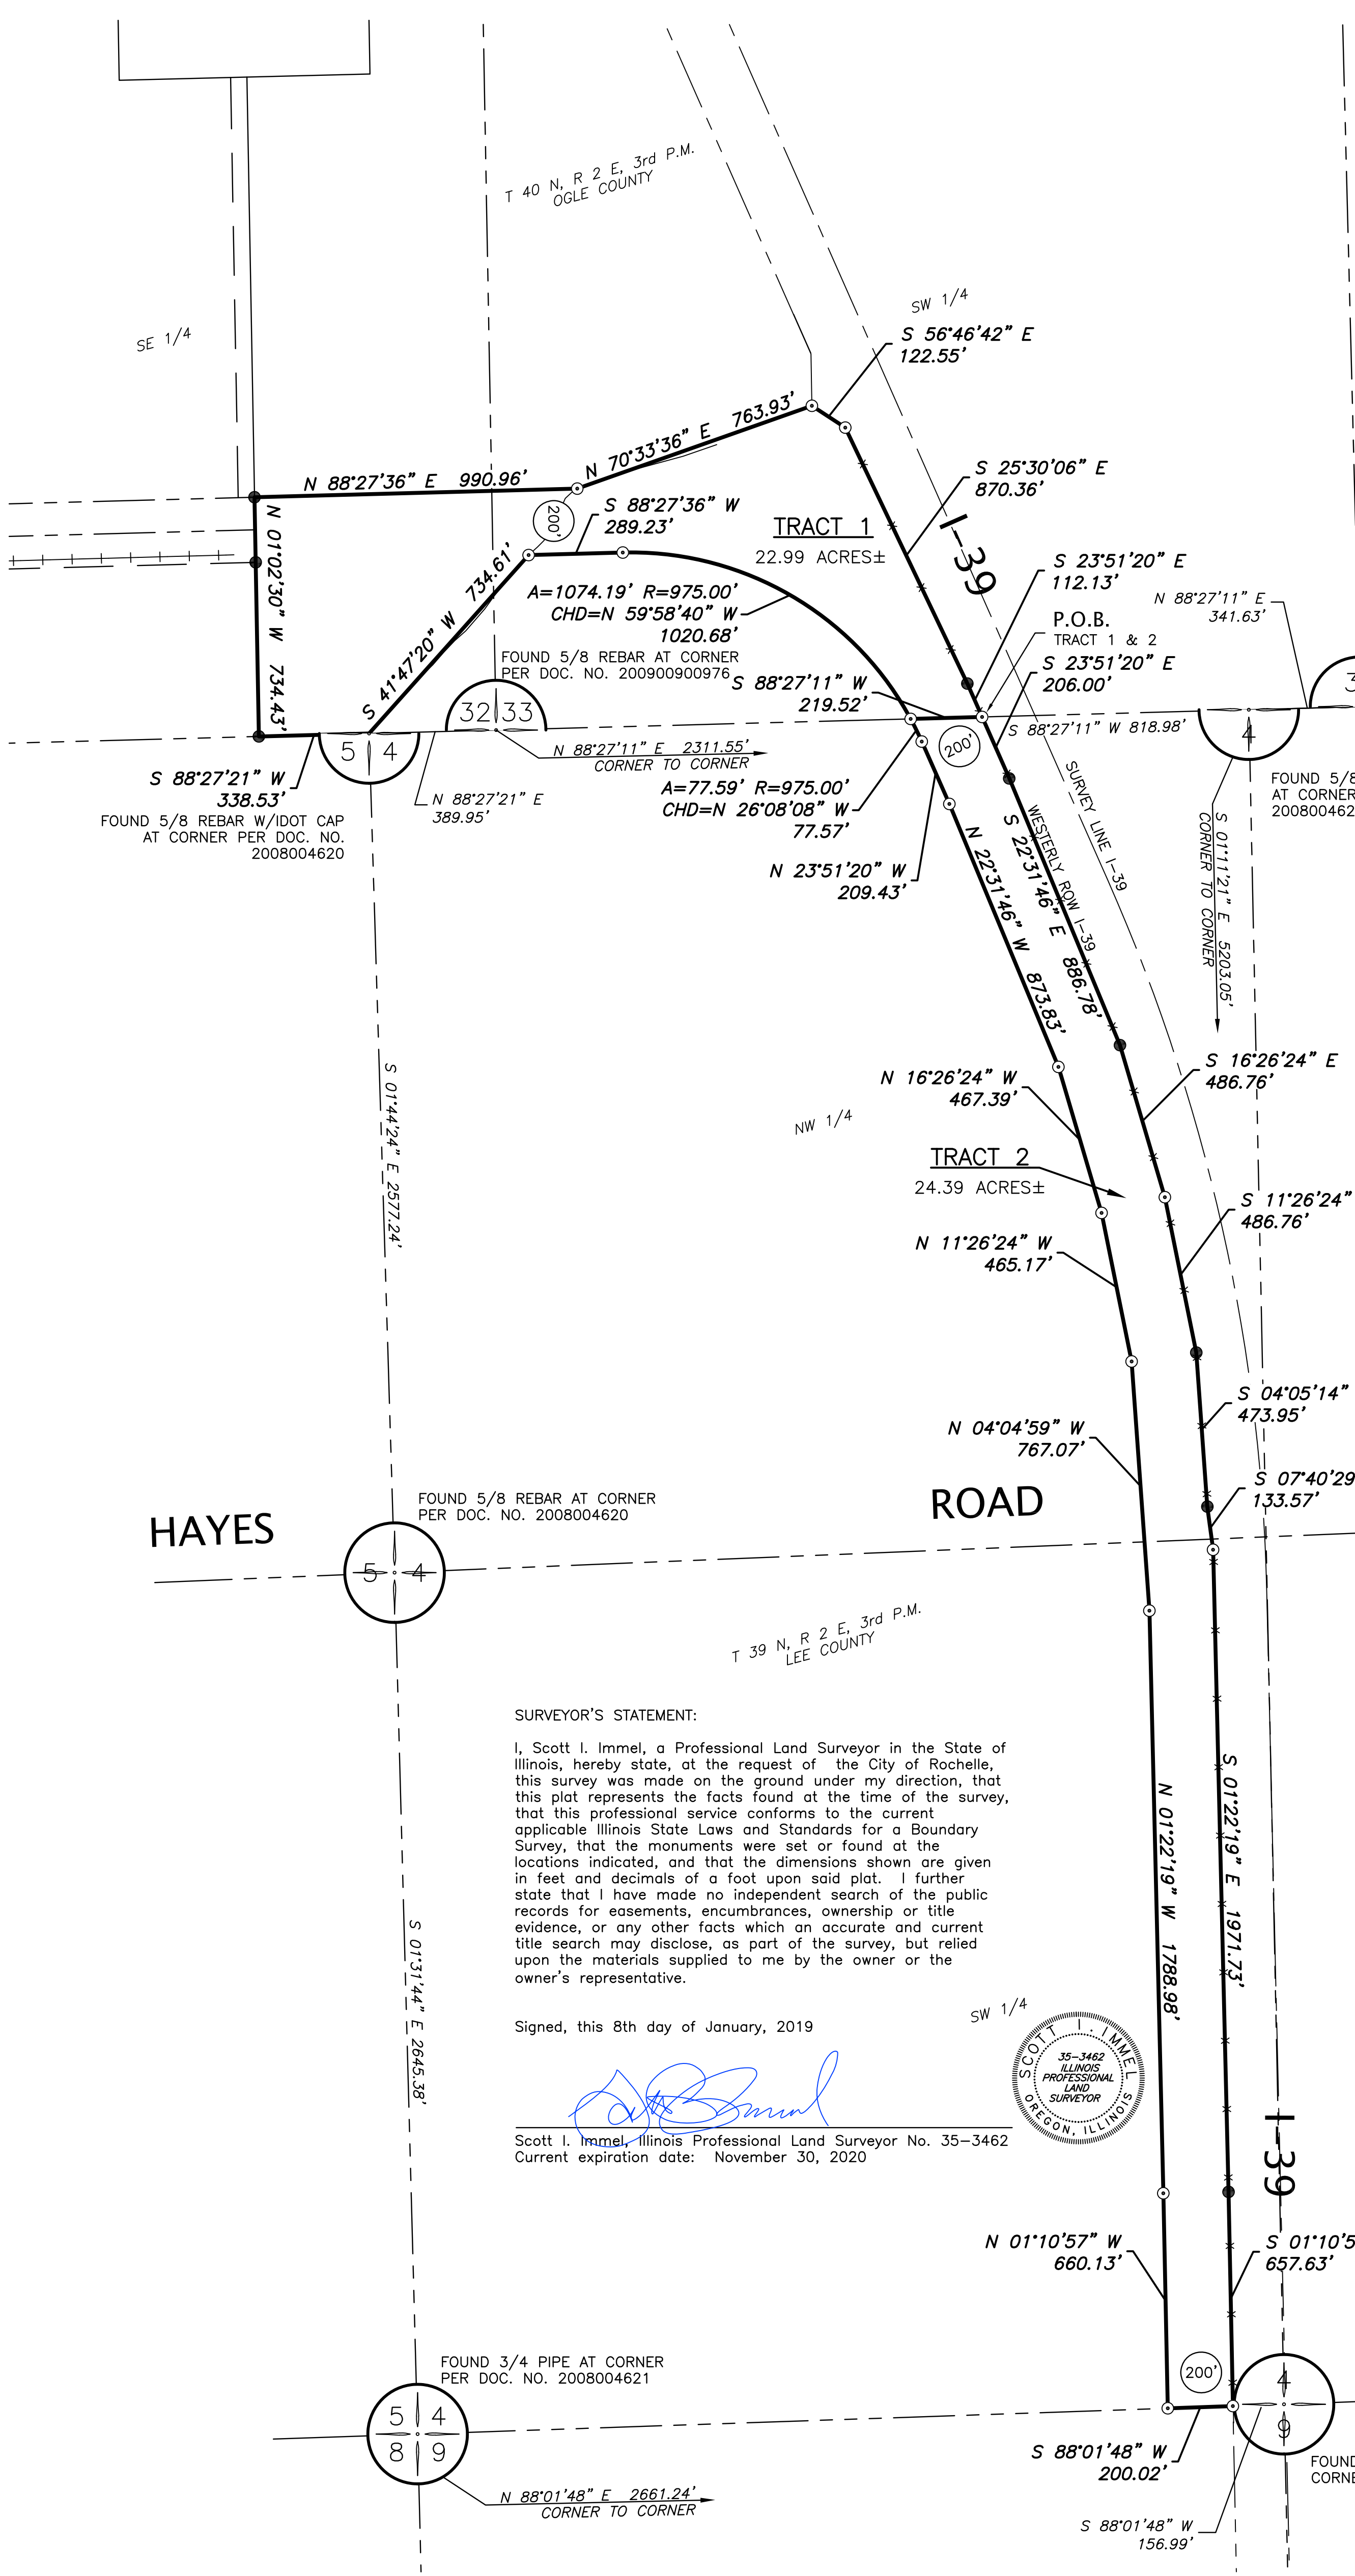 T 40 N, R 2 E, 3rd P.M.
OGLE COUNTY
SW 1/4
SE 1/4
S 56°46'42" E
122.55'
N 70°33'36" E 763.93'
N 88°27'36" E 990.96'
S 25°30'06" E
870.36'
I-39
200'
S 88°27'36" W
289.23'
TRACT 1
22.99 ACRES±
N 01°02'30" W 734.43'
S 41°47'20" W 734.61'
S 23°51'20" E
112.13'
A=1074.19' R=975.00'
CHD=N 59°58'40" W
1020.68'
N 88°27'11" E
341.63'
P.O.B.
TRACT 1 & 2
FOUND 5/8 REBAR AT CORNER
PER DOC. NO. 200900900976
S 23°51'20" E
206.00'
S 88°27'11" W
219.52'
32 33
5 4
3
4
S 88°27'11" W 818.98'
200'
N 88°27'11" E 2311.55'
CORNER TO CORNER
S 88°27'21" W
338.53'
N 88°27'21" E
389.95'
A=77.59' R=975.00'
CHD=N 26°08'08" W
77.57'
FOUND 5/8
AT CORNER
200800462
FOUND 5/8 REBAR W/IDOT CAP
AT CORNER PER DOC. NO.
2008004620
SURVEY LINE I-39
WESTERLY ROW I-39
S 01°11'21" E 5203.05'
CORNER TO CORNER
N 23°51'20" W
209.43'
N 22°31'46" W 873.83'
S 22°31'46" E 886.78'
S 16°26'24" E
486.76'
N 16°26'24" W
467.39'
S 01°44'24" E 2577.24'
NW 1/4
TRACT 2
24.39 ACRES±
S 11°26'24"
486.76'
N 11°26'24" W
465.17'
S 04°05'14"
473.95'
N 04°04'59" W
767.07'
S 07°40'29
133.57'
FOUND 5/8 REBAR AT CORNER
PER DOC. NO. 2008004620
HAYES ROAD
5 4
T 39 N, R 2 E, 3rd P.M.
LEE COUNTY
SURVEYOR'S STATEMENT:
I, Scott I. Immel, a Professional Land Surveyor in the State of
Illinois, hereby state, at the request of the City of Rochelle,
this survey was made on the ground under my direction, that
this plat represents the facts found at the time of the survey,
that this professional service conforms to the current
applicable Illinois State Laws and Standards for a Boundary
Survey, that the monuments were set or found at the
locations indicated, and that the dimensions shown are given
in feet and decimals of a foot upon said plat. I further
state that I have made no independent search of the public
records for easements, encumbrances, ownership or title
evidence, or any other facts which an accurate and current
title search may disclose, as part of the survey, but relied
upon the materials supplied to me by the owner or the
owner's representative.
N 01°22'19" W 1788.98'
S 01°22'19" E 1971.73'
S 01°31'44" E 2645.38'
SW 1/4
Signed, this 8th day of January, 2019
SCOTT I. IMMEL
35-3462
ILLINOIS
PROFESSIONAL
LAND
SURVEYOR
OREGON, ILLINOIS
Scott I. Immel, Illinois Professional Land Surveyor No. 35-3462
Current expiration date: November 30, 2020
I-39
N 01°10'57" W
660.13'
S 01°10'5
657.63'
FOUND 3/4 PIPE AT CORNER
PER DOC. NO. 2008004621
200'
5 4
8 9
4
9
S 88°01'48" W
200.02'
FOUND
CORNE
N 88°01'48" E 2661.24'
CORNER TO CORNER
S 88°01'48" W
156.99'